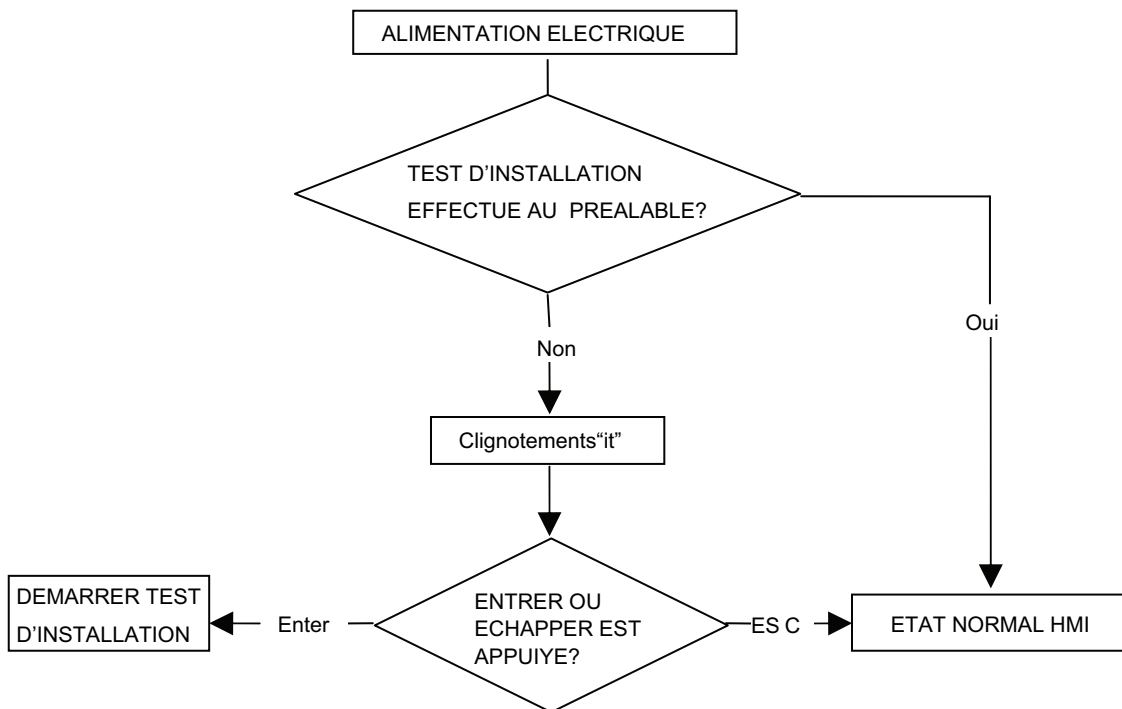 ALIMENTATION ELECTRIQUE
TEST D'INSTALLATION
EFFECTUE AU PREALABLE?
Oui
Non
Clignotements“it”
DEMARRER TEST
D'INSTALLATION
Enter
ENTRER OU
ECHAPPER EST
APPUIYE?
ES C
ETAT NORMAL HMI